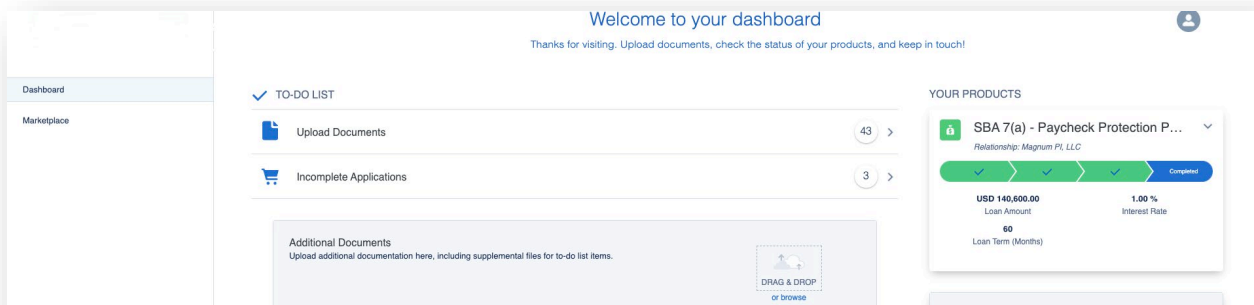 Welcome to your dashboard
Thanks for visiting. Upload documents, check the status of your products, and keep in touch!
Dashboard
Marketplace
TO-DO LIST
Upload Documents
43
Incomplete Applications
3
Additional Documents
Upload additional documentation here, including supplemental files for to-do list items.
DRAG & DROP
or browse
YOUR PRODUCTS
SBA 7(a) - Paycheck Protection P...
Relationship: Magnum PI, LLC
Completed
USD 140,600.00
Loan Amount
1.00 %
Interest Rate
60
Loan Term (Months)